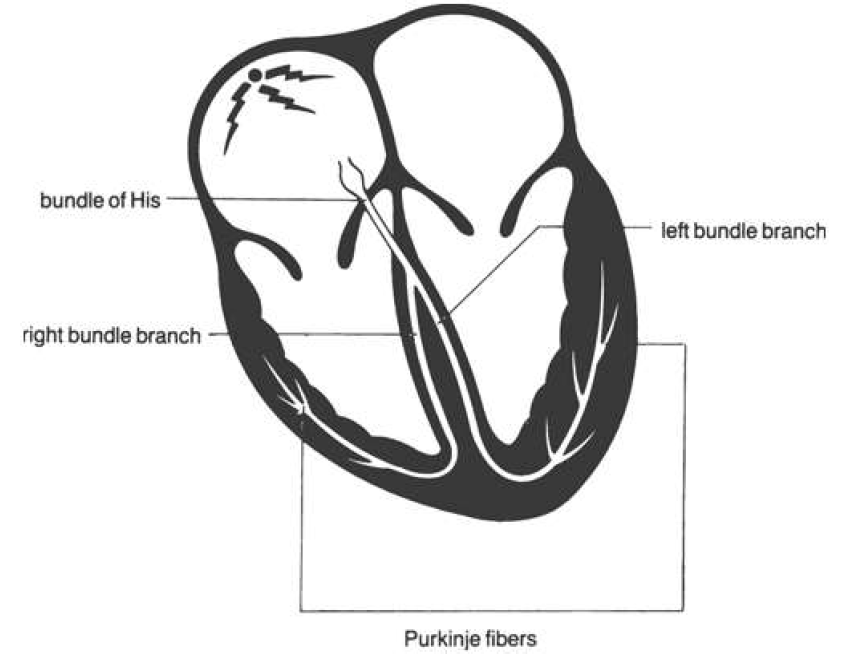 bundle of His
left bundle branch
right bundle branch
Purkinje fibers